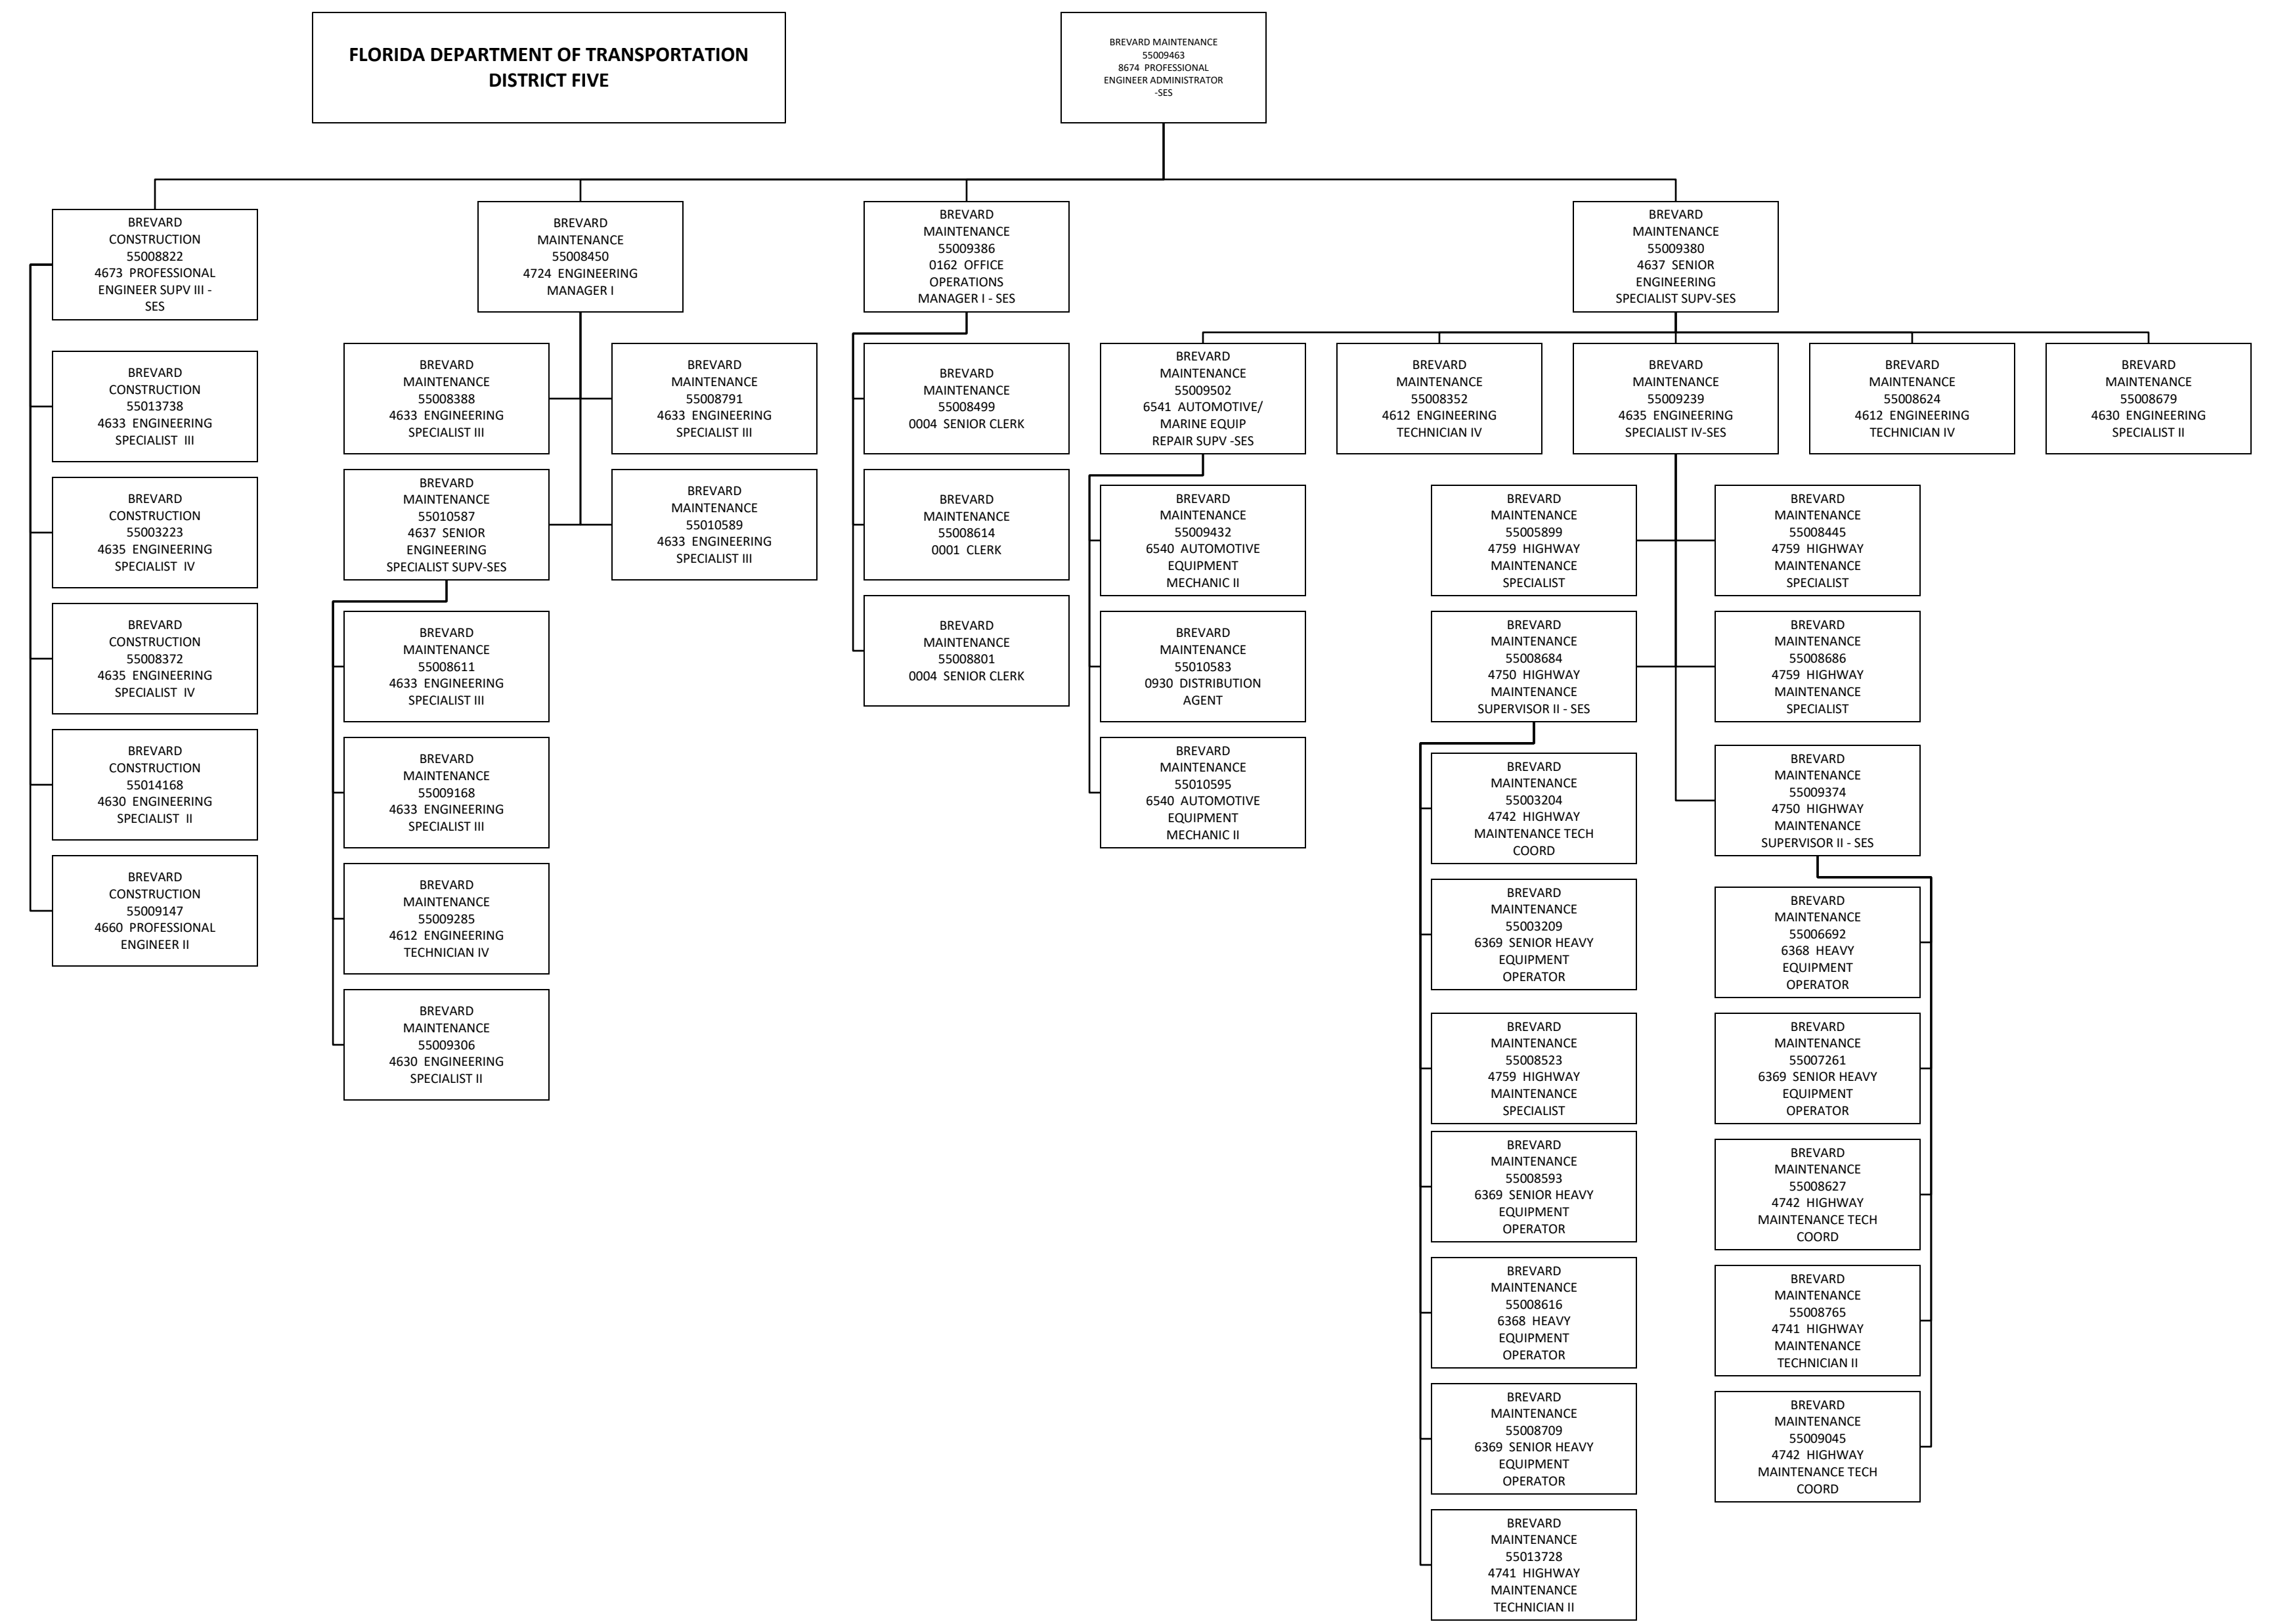 FLORIDA DEPARTMENT OF TRANSPORTATION
DISTRICT FIVE
BREVARD MAINTENANCE
55009463
8674 PROFESSIONAL
ENGINEER ADMINISTRATOR
-SES
BREVARD
CONSTRUCTION
55008822
4673 PROFESSIONAL
ENGINEER SUPV III -
SES
BREVARD
CONSTRUCTION
55013738
4633 ENGINEERING
SPECIALIST III
BREVARD
CONSTRUCTION
55003223
4635 ENGINEERING
SPECIALIST IV
BREVARD
CONSTRUCTION
55008372
4635 ENGINEERING
SPECIALIST IV
BREVARD
CONSTRUCTION
55014168
4630 ENGINEERING
SPECIALIST II
BREVARD
CONSTRUCTION
55009147
4660 PROFESSIONAL
ENGINEER II
BREVARD
MAINTENANCE
55008450
4724 ENGINEERING
MANAGER I
BREVARD
MAINTENANCE
55008388
4633 ENGINEERING
SPECIALIST III
BREVARD
MAINTENANCE
55008791
4633 ENGINEERING
SPECIALIST III
BREVARD
MAINTENANCE
55010587
4637 SENIOR
ENGINEERING
SPECIALIST SUPV-SES
BREVARD
MAINTENANCE
55010589
4633 ENGINEERING
SPECIALIST III
BREVARD
MAINTENANCE
55008611
4633 ENGINEERING
SPECIALIST III
BREVARD
MAINTENANCE
55009168
4633 ENGINEERING
SPECIALIST III
BREVARD
MAINTENANCE
55009285
4612 ENGINEERING
TECHNICIAN IV
BREVARD
MAINTENANCE
55009306
4630 ENGINEERING
SPECIALIST II
BREVARD
MAINTENANCE
55009386
0162 OFFICE
OPERATIONS
MANAGER I - SES
BREVARD
MAINTENANCE
55008499
0004 SENIOR CLERK
BREVARD
MAINTENANCE
55008614
0001 CLERK
BREVARD
MAINTENANCE
55008801
0004 SENIOR CLERK
BREVARD
MAINTENANCE
55009380
4637 SENIOR
ENGINEERING
SPECIALIST SUPV-SES
BREVARD
MAINTENANCE
55009502
6541 AUTOMOTIVE/
MARINE EQUIP
REPAIR SUPV -SES
BREVARD
MAINTENANCE
55008352
4612 ENGINEERING
TECHNICIAN IV
BREVARD
MAINTENANCE
55009239
4635 ENGINEERING
SPECIALIST IV-SES
BREVARD
MAINTENANCE
55008624
4612 ENGINEERING
TECHNICIAN IV
BREVARD
MAINTENANCE
55008679
4630 ENGINEERING
SPECIALIST II
BREVARD
MAINTENANCE
55009432
6540 AUTOMOTIVE
EQUIPMENT
MECHANIC II
BREVARD
MAINTENANCE
55010583
0930 DISTRIBUTION
AGENT
BREVARD
MAINTENANCE
55010595
6540 AUTOMOTIVE
EQUIPMENT
MECHANIC II
BREVARD
MAINTENANCE
55005899
4759 HIGHWAY
MAINTENANCE
SPECIALIST
BREVARD
MAINTENANCE
55008445
4759 HIGHWAY
MAINTENANCE
SPECIALIST
BREVARD
MAINTENANCE
55008684
4750 HIGHWAY
MAINTENANCE
SUPERVISOR II - SES
BREVARD
MAINTENANCE
55008686
4759 HIGHWAY
MAINTENANCE
SPECIALIST
BREVARD
MAINTENANCE
55003204
4742 HIGHWAY
MAINTENANCE TECH
COORD
BREVARD
MAINTENANCE
55003209
6369 SENIOR HEAVY
EQUIPMENT
OPERATOR
BREVARD
MAINTENANCE
55008523
4759 HIGHWAY
MAINTENANCE
SPECIALIST
BREVARD
MAINTENANCE
55008593
6369 SENIOR HEAVY
EQUIPMENT
OPERATOR
BREVARD
MAINTENANCE
55008616
6368 HEAVY
EQUIPMENT
OPERATOR
BREVARD
MAINTENANCE
55008709
6369 SENIOR HEAVY
EQUIPMENT
OPERATOR
BREVARD
MAINTENANCE
55013728
4741 HIGHWAY
MAINTENANCE
TECHNICIAN II
BREVARD
MAINTENANCE
55009374
4750 HIGHWAY
MAINTENANCE
SUPERVISOR II - SES
BREVARD
MAINTENANCE
55006692
6368 HEAVY
EQUIPMENT
OPERATOR
BREVARD
MAINTENANCE
55007261
6369 SENIOR HEAVY
EQUIPMENT
OPERATOR
BREVARD
MAINTENANCE
55008627
4742 HIGHWAY
MAINTENANCE TECH
COORD
BREVARD
MAINTENANCE
55008765
4741 HIGHWAY
MAINTENANCE
TECHNICIAN II
BREVARD
MAINTENANCE
55009045
4742 HIGHWAY
MAINTENANCE TECH
COORD